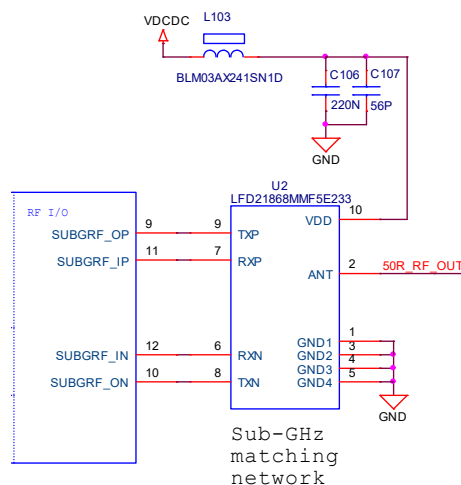 L103
VDCDC
BLM03AX241SN1D
C106
C107
220N
56P
GND
U2
LFD21868MMF5E233
RF I/O
10
VDD
SUBGRF_OP 9 9 TXP
SUBGRF_IP 11 7 RXP
ANT 2 50R_RF_OUT
SUBGRF_IN 12 6 RXN
SUBGRF_ON 10 8 TXN
GND1 1
GND2 3
GND3 4
GND4 5
GND
Sub-GHz
matching
network